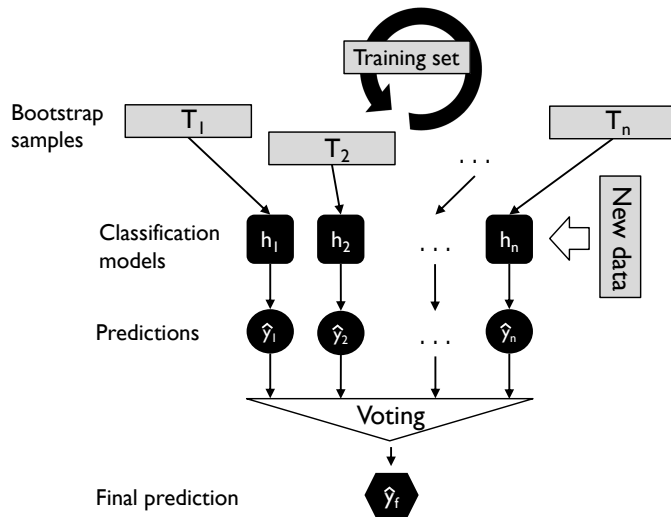 Training set
Bootstrap
samples
T₁
T₂
. . .
Tₙ
New data
Classification
models
h₁
h₂
. . .
hₙ
Predictions
ŷ₁
ŷ₂
. . .
ŷₙ
Voting
Final prediction
ŷf